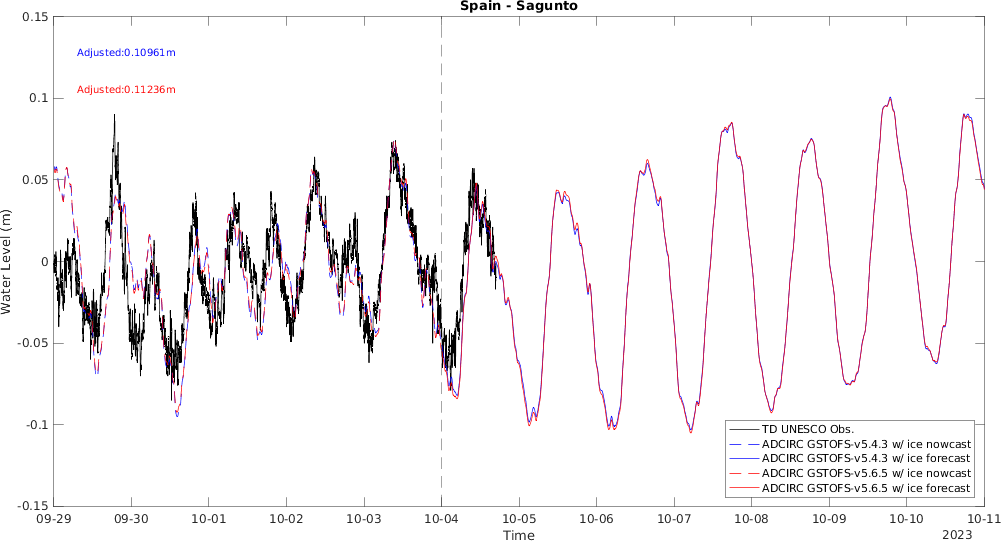 Spain - Sagunto
0.15
Adjusted:0.10961m
Adjusted:0.11236m
0.1
0.05
0
-0.05
-0.1
-0.15
Water Level (m)
TD UNESCO Obs.
ADCIRC GSTOFS-v5.4.3 w/ ice nowcast
ADCIRC GSTOFS-v5.4.3 w/ ice forecast
ADCIRC GSTOFS-v5.6.5 w/ ice nowcast
ADCIRC GSTOFS-v5.6.5 w/ ice forecast
09-29 09-30 10-01 10-02 10-03 10-04 10-05 10-06 10-07 10-08 10-09 10-10 10-11
Time
2023